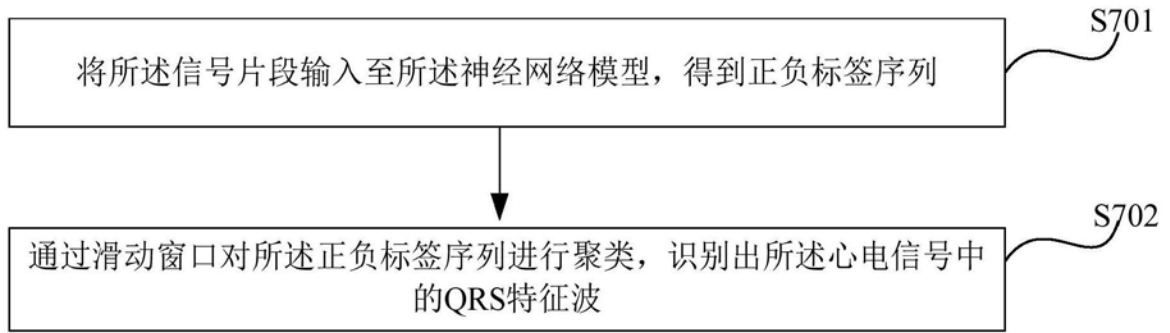 S701
将所述信号片段输入至所述神经网络模型，得到正负标签序列
S702
通过滑动窗口对所述正负标签序列进行聚类，识别出所述心电信号中
的QRS特征波